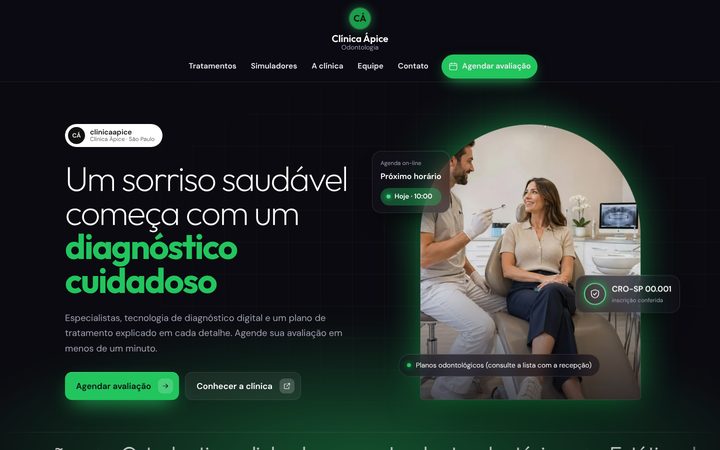 CÁ
Clínica Ápice
Odontologia
Tratamentos
Simuladores
A clínica
Equipe
Contato
Agendar avaliação
CÁ
clinicaapice
Clínica Ápice · São Paulo
Um sorriso saudável
começa com um
diagnóstico
cuidadoso
Especialistas, tecnologia de diagnóstico digital e um plano de
tratamento explicado em cada detalhe. Agende sua avaliação em
menos de um minuto.
Agendar avaliação
Conhecer a clínica
Agenda on-line
Próximo horário
Hoje · 10:00
CRO-SP 00.001
inscrição conferida
Planos odontológicos (consulte a lista com a recepção)